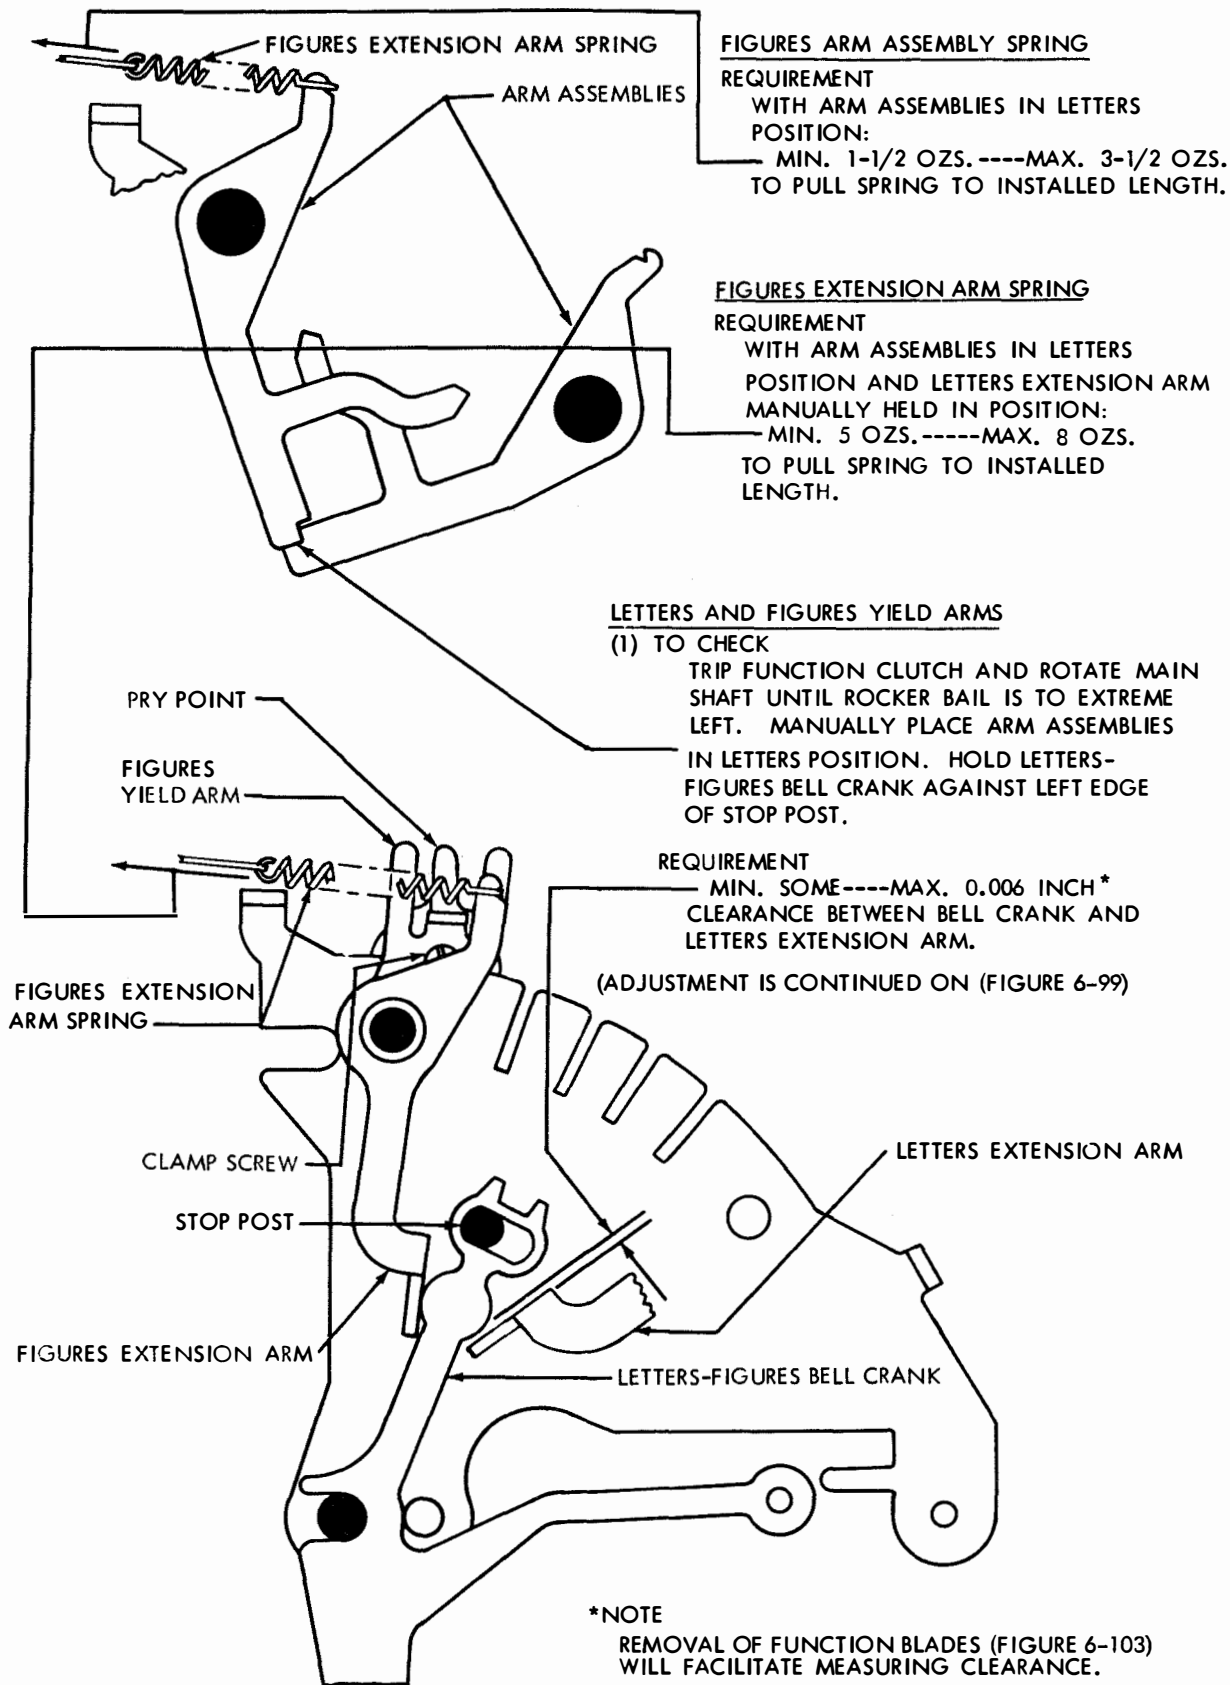 FIGURES EXTENSION ARM SPRING
ARM ASSEMBLIES
FIGURES ARM ASSEMBLY SPRING
REQUIREMENT
WITH ARM ASSEMBLIES IN LETTERS
POSITION:
MIN. 1-1/2 OZS.----MAX. 3-1/2 OZS.
TO PULL SPRING TO INSTALLED LENGTH.
FIGURES EXTENSION ARM SPRING
REQUIREMENT
WITH ARM ASSEMBLIES IN LETTERS
POSITION AND LETTERS EXTENSION ARM
MANUALLY HELD IN POSITION:
MIN. 5 OZS.-----MAX. 8 OZS.
TO PULL SPRING TO INSTALLED
LENGTH.
LETTERS AND FIGURES YIELD ARMS
(1) TO CHECK
TRIP FUNCTION CLUTCH AND ROTATE MAIN
SHAFT UNTIL ROCKER BAIL IS TO EXTREME
LEFT. MANUALLY PLACE ARM ASSEMBLIES
IN LETTERS POSITION. HOLD LETTERS-
FIGURES BELL CRANK AGAINST LEFT EDGE
OF STOP POST.
REQUIREMENT
MIN. SOME----MAX. 0.006 INCH*
CLEARANCE BETWEEN BELL CRANK AND
LETTERS EXTENSION ARM.
(ADJUSTMENT IS CONTINUED ON (FIGURE 6-99)
PRY POINT
FIGURES
YIELD ARM
FIGURES EXTENSION
ARM SPRING
CLAMP SCREW
STOP POST
FIGURES EXTENSION ARM
LETTERS EXTENSION ARM
LETTERS-FIGURES BELL CRANK
*NOTE
REMOVAL OF FUNCTION BLADES (FIGURE 6-103)
WILL FACILITATE MEASURING CLEARANCE.